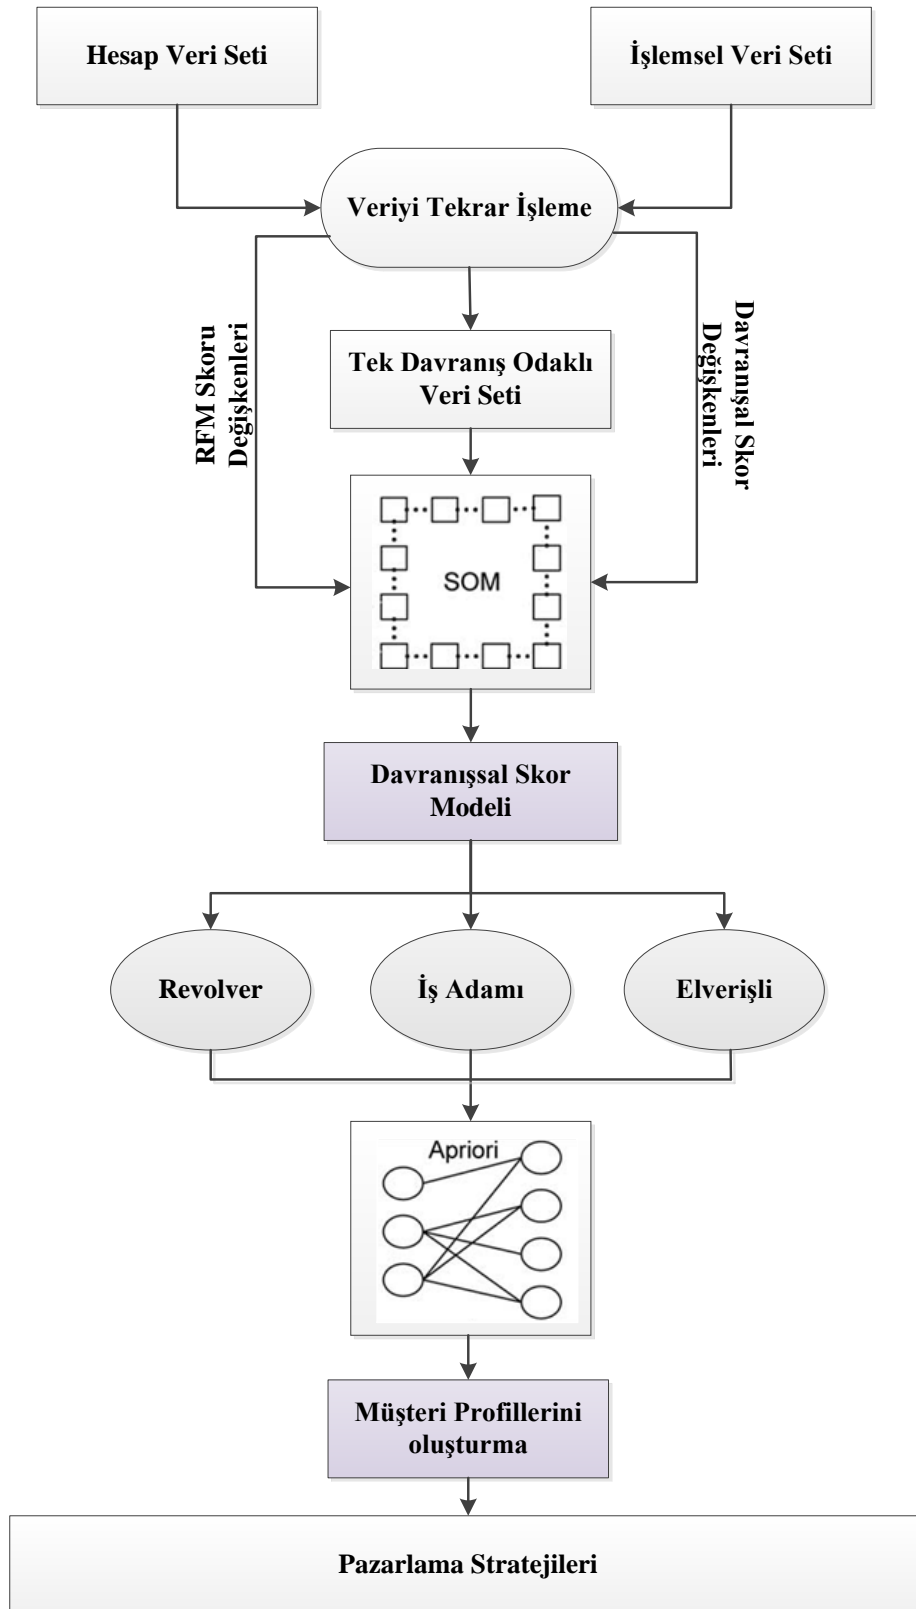 Hesap Veri Seti
İşlemsel Veri Seti
Veriyi Tekrar İşleme
RFM Skoru
Değişkenleri
Tek Davranış Odaklı
Veri Seti
Davranışal Skor
Değişkenleri
SOM
Davranışsal Skor
Modeli
Revolver
İş Adamı
Elverişli
Apriori
Müşteri Profillerini
oluşturma
Pazarlama Stratejileri